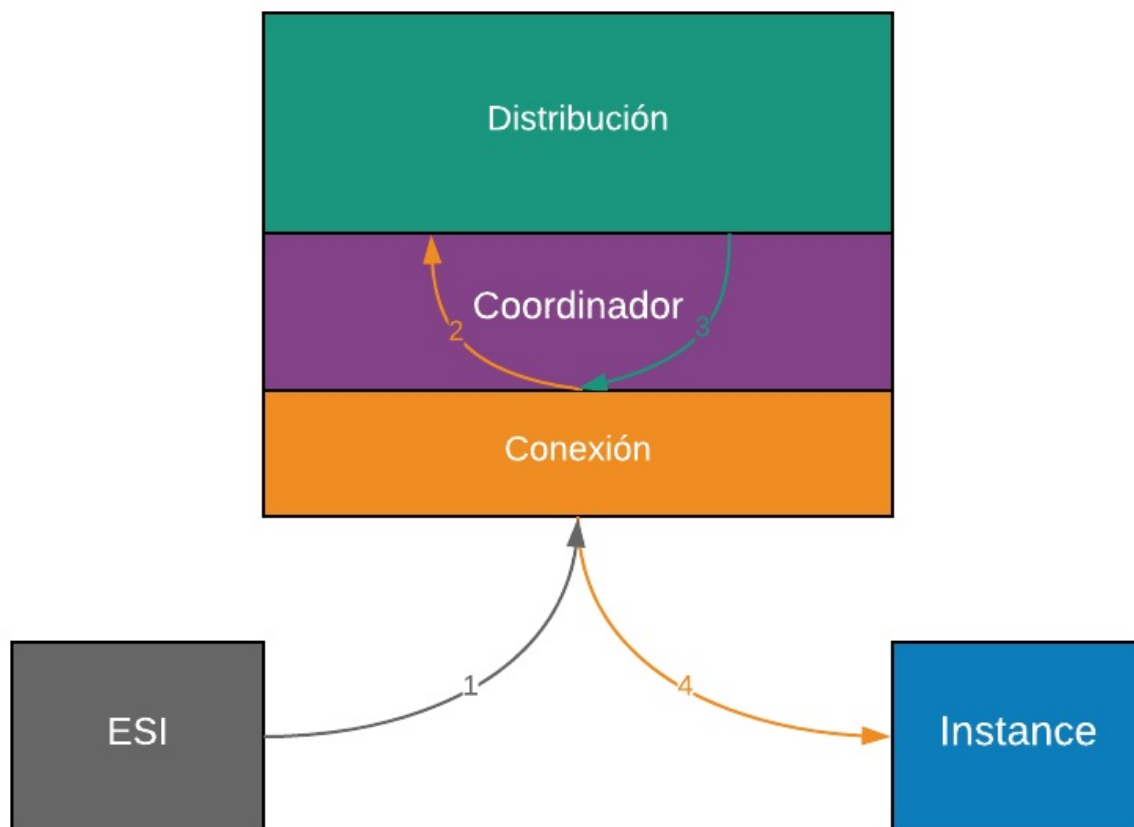 Distribución
Coordinador
2
3
Conexión
1
4
ESI
Instance